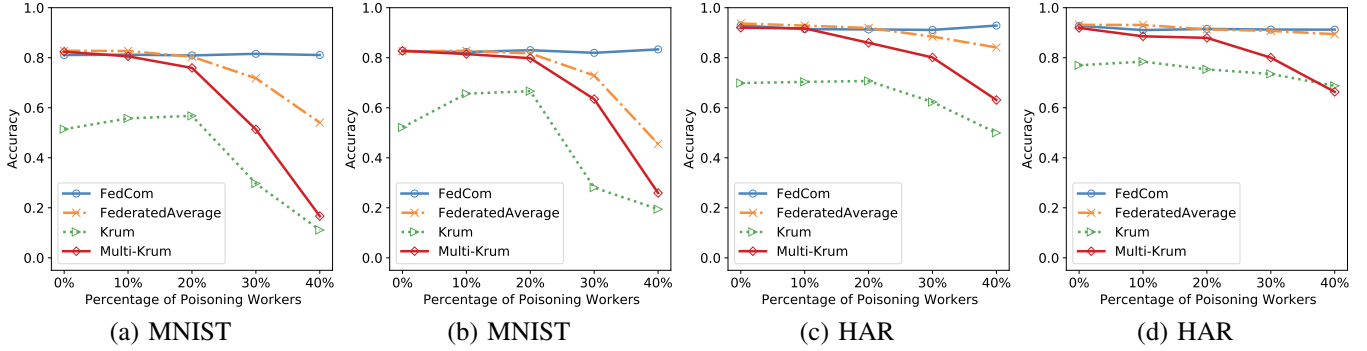 1.0
0.8
0.6
0.4
0.2
0.0
Accuracy
FedCom
FederatedAverage
Krum
Multi-Krum
0% 10% 20% 30% 40%
Percentage of Poisoning Workers
(a) MNIST
1.0
0.8
0.6
0.4
0.2
0.0
Accuracy
FedCom
FederatedAverage
Krum
Multi-Krum
0% 10% 20% 30% 40%
Percentage of Poisoning Workers
(b) MNIST
1.0
0.8
0.6
0.4
0.2
0.0
Accuracy
FedCom
FederatedAverage
Krum
Multi-Krum
0% 10% 20% 30% 40%
Percentage of Poisoning Workers
(c) HAR
1.0
0.8
0.6
0.4
0.2
0.0
Accuracy
FedCom
FederatedAverage
Krum
Multi-Krum
0% 10% 20% 30% 40%
Percentage of Poisoning Workers
(d) HAR